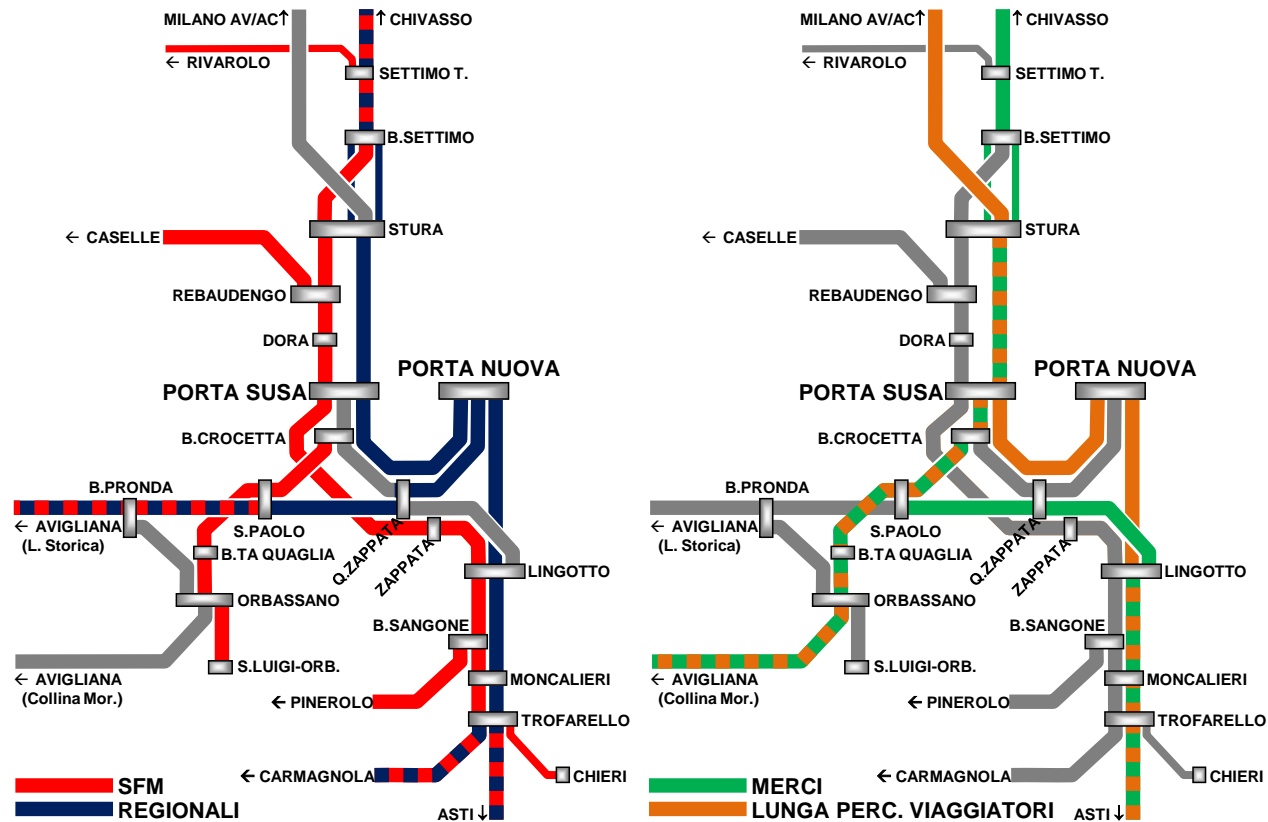 MILANO AV/AC↑
↑ CHIVASSO
← RIVAROLO
SETTIMO T.
B.SETTIMO
STURA
← CASELLE
REBAUDENGO
DORA
PORTA SUSA
PORTA NUOVA
B.CROCETTA
B.PRONDA
← AVIGLIANA
(L. Storica)
S.PAOLO
Q.ZAPPATA
ZAPPATA
B.TA QUAGLIA
LINGOTTO
ORBASSANO
B.SANGONE
S.LUIGI-ORB.
← AVIGLIANA
(Collina Mor.)
MONCALIERI
← PINEROLO
TROFARELLO
← CARMAGNOLA
CHIERI
SFM
REGIONALI
ASTI ↓
MILANO AV/AC↑
↑ CHIVASSO
← RIVAROLO
SETTIMO T.
B.SETTIMO
STURA
← CASELLE
REBAUDENGO
DORA
PORTA SUSA
PORTA NUOVA
B.CROCETTA
B.PRONDA
← AVIGLIANA
(L. Storica)
S.PAOLO
Q.ZAPPATA
ZAPPATA
B.TA QUAGLIA
LINGOTTO
ORBASSANO
B.SANGONE
S.LUIGI-ORB.
← AVIGLIANA
(Collina Mor.)
MONCALIERI
← PINEROLO
TROFARELLO
← CARMAGNOLA
CHIERI
MERCI
LUNGA PERC. VIAGGIATORI
ASTI ↓